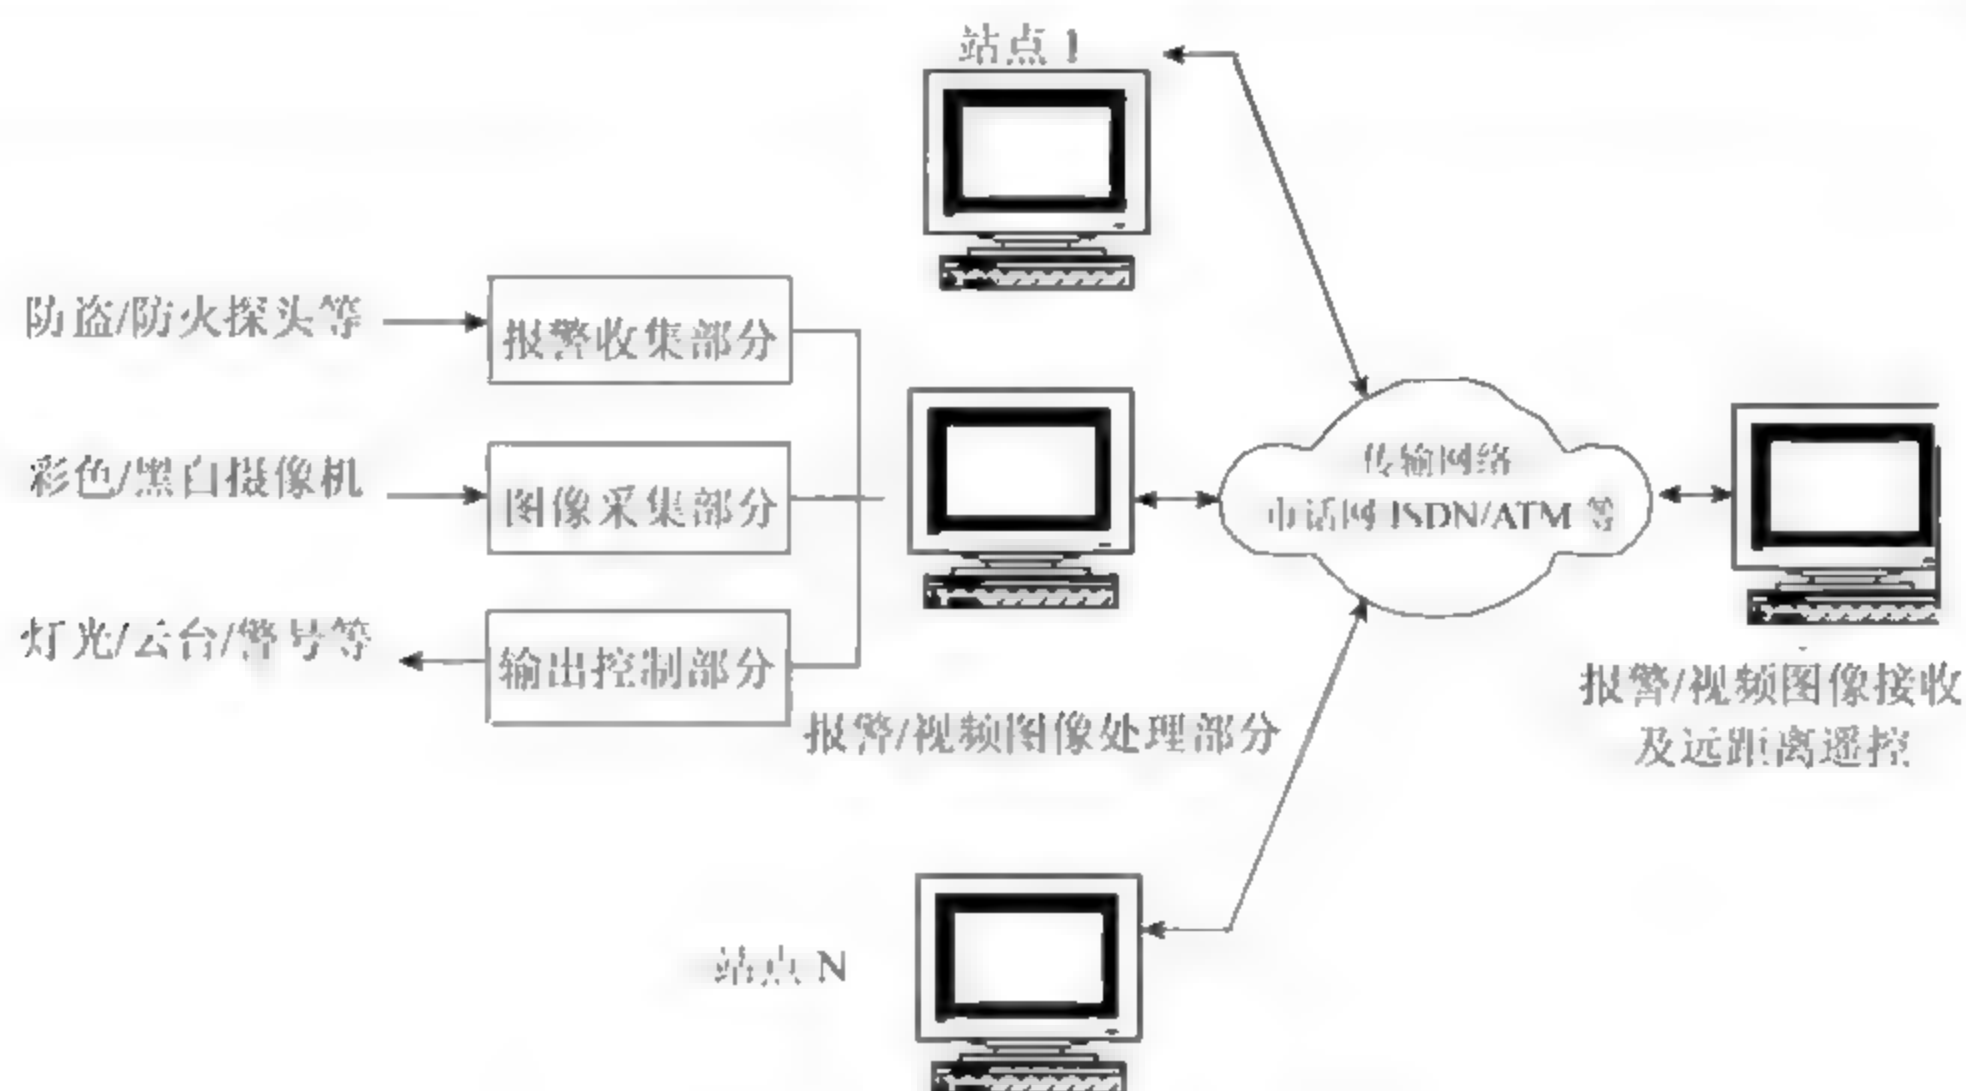 站点 1
防盗/防火探头等
报警收集部分
彩色/黑白摄像机
图像采集部分
传输网络
电话网 ISDN/ATM 等
灯光/云台/警号等
输出控制部分
报警/视频图像处理部分
报警/视频图像接收
及远距离遥控
站点 N